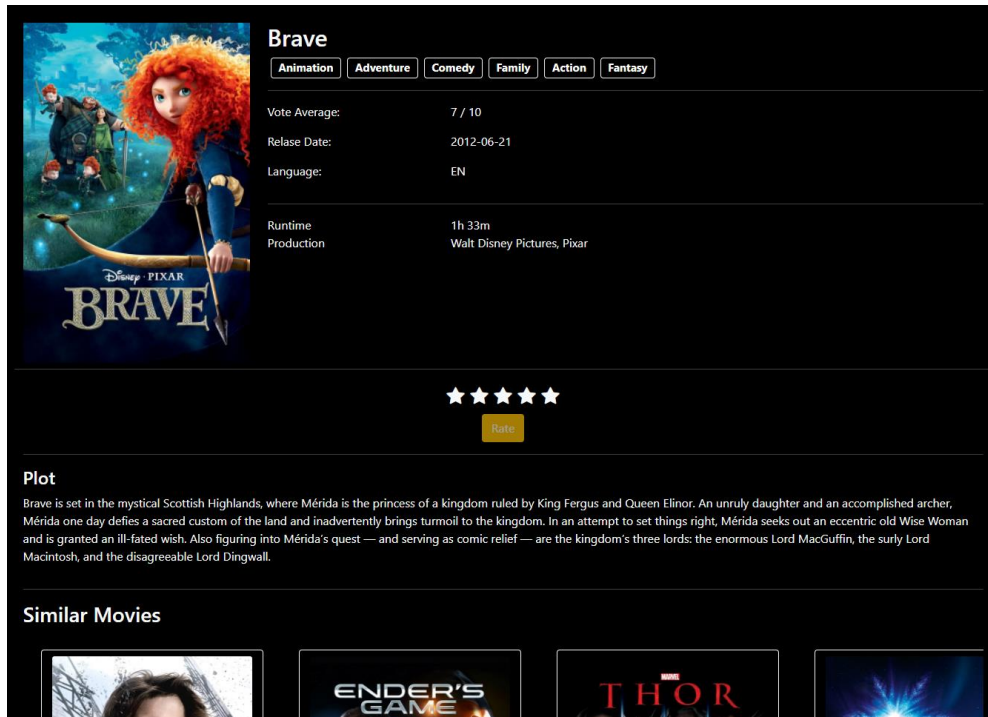 Brave
Animation Adventure Comedy Family Action Fantasy
Vote Average: 7 / 10
Relase Date: 2012-06-21
Language: EN
Runtime 1h 33m
Production Walt Disney Pictures, Pixar
Disney · PIXAR
BRAVE
Rate
Plot
Brave is set in the mystical Scottish Highlands, where Mérida is the princess of a kingdom ruled by King Fergus and Queen Elinor. An unruly daughter and an accomplished archer,
Mérida one day defies a sacred custom of the land and inadvertently brings turmoil to the kingdom. In an attempt to set things right, Mérida seeks out an eccentric old Wise Woman
and is granted an ill-fated wish. Also figuring into Mérida’s quest — and serving as comic relief — are the kingdom’s three lords: the enormous Lord MacGuffin, the surly Lord
Macintosh, and the disagreeable Lord Dingwall.
Similar Movies
ENDER'S
GAME
MARVEL
THOR